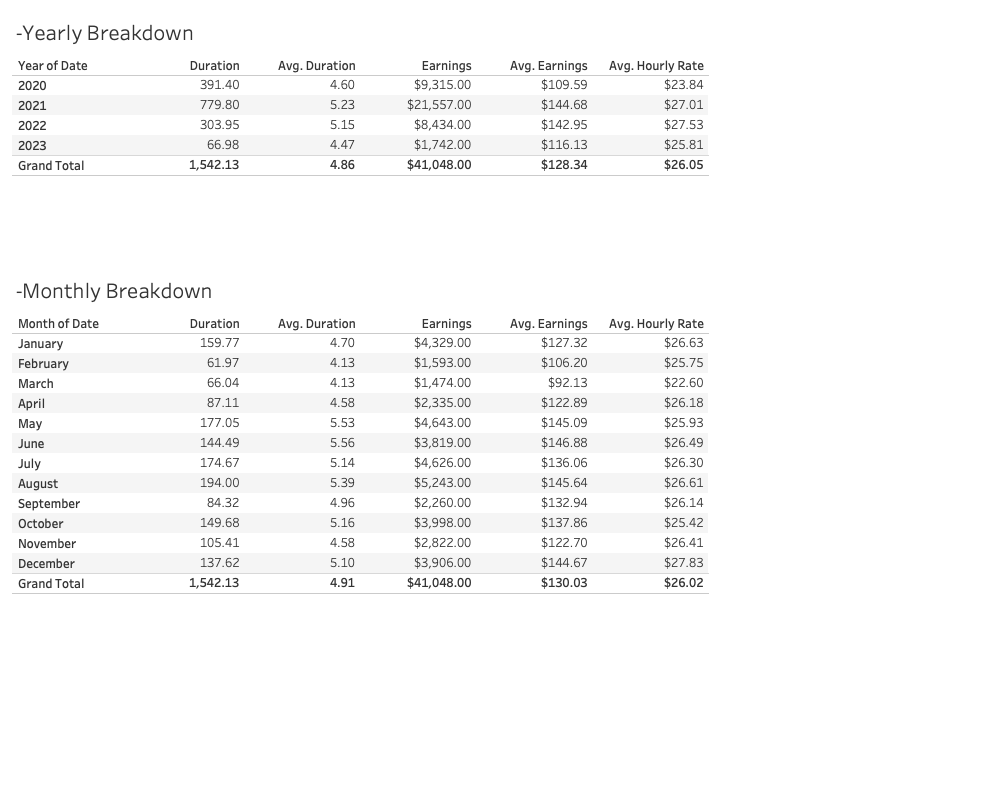 -Yearly Breakdown
Year of Date Duration Avg. Duration Earnings Avg. Earnings Avg. Hourly Rate
2020 391.40 4.60 $9,315.00 $109.59 $23.84
2021 779.80 5.23 $21,557.00 $144.68 $27.01
2022 303.95 5.15 $8,434.00 $142.95 $27.53
2023 66.98 4.47 $1,742.00 $116.13 $25.81
Grand Total 1,542.13 4.86 $41,048.00 $128.34 $26.05
-Monthly Breakdown
Month of Date Duration Avg. Duration Earnings Avg. Earnings Avg. Hourly Rate
January 159.77 4.70 $4,329.00 $127.32 $26.63
February 61.97 4.13 $1,593.00 $106.20 $25.75
March 66.04 4.13 $1,474.00 $92.13 $22.60
April 87.11 4.58 $2,335.00 $122.89 $26.18
May 177.05 5.53 $4,643.00 $145.09 $25.93
June 144.49 5.56 $3,819.00 $146.88 $26.49
July 174.67 5.14 $4,626.00 $136.06 $26.30
August 194.00 5.39 $5,243.00 $145.64 $26.61
September 84.32 4.96 $2,260.00 $132.94 $26.14
October 149.68 5.16 $3,998.00 $137.86 $25.42
November 105.41 4.58 $2,822.00 $122.70 $26.41
December 137.62 5.10 $3,906.00 $144.67 $27.83
Grand Total 1,542.13 4.91 $41,048.00 $130.03 $26.02